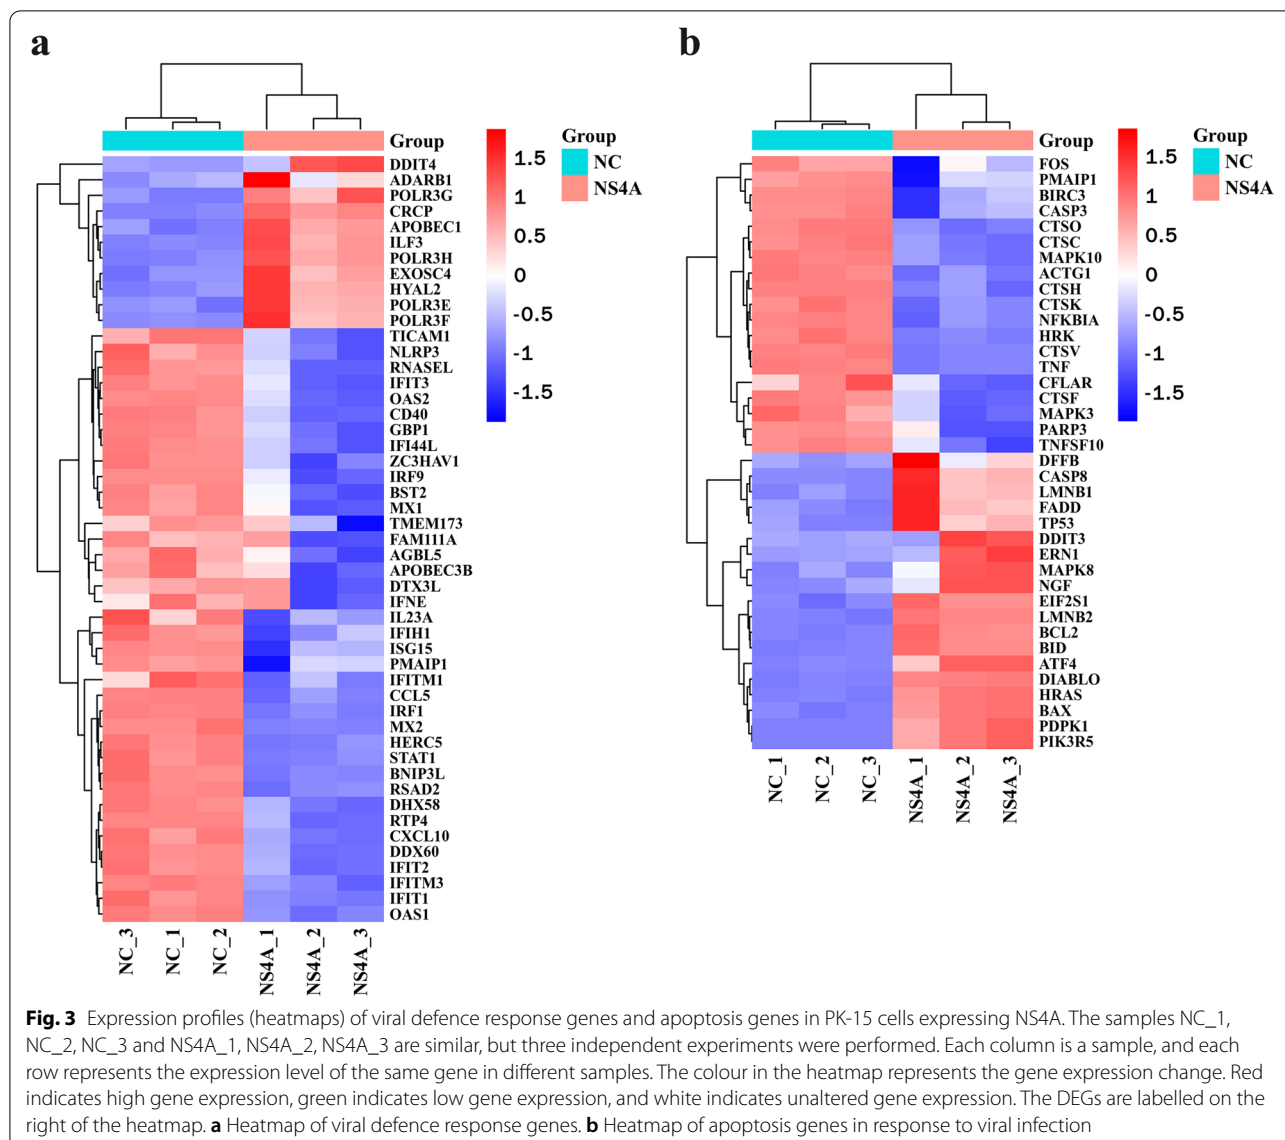 a
Group
DDIT4
ADARB1
POLR3G
CRCP
APOBEC1
ILF3
POLR3H
EXOSC4
HYAL2
POLR3E
POLR3F
TICAM1
NLRP3
RNASEL
IFIT3
OAS2
CD40
GBP1
IFI44L
ZC3HAV1
IRF9
BST2
MX1
TMEM173
FAM111A
AGBL5
APOBEC3B
DTX3L
IFNE
IL23A
IFIH1
ISG15
PMAIP1
IFITM1
CCL5
IRF1
MX2
HERC5
STAT1
BNIP3L
RSAD2
DHX58
RTP4
CXCL10
DDX60
IFIT2
IFITM3
IFIT1
OAS1
NC_3
NC_1
NC_2
NS4A_1
NS4A_2
NS4A_3
1.5
1
0.5
0
-0.5
-1
-1.5
Group
NC
NS4A
b
Group
FOS
PMAIP1
BIRC3
CASP3
CTSO
CTSC
MAPK10
ACTG1
CTSH
CTSK
NFKBIA
HRK
CTSV
TNF
CFLAR
CTSF
MAPK3
PARP3
TNFSF10
DFFB
CASP8
LMNB1
FADD
TP53
DDIT3
ERN1
MAPK8
NGF
EIF2S1
LMNB2
BCL2
BID
ATF4
DIABLO
HRAS
BAX
PDPK1
PIK3R5
NC_1
NC_2
NC_3
NS4A_1
NS4A_2
NS4A_3
1.5
1
0.5
0
-0.5
-1
-1.5
Group
NC
NS4A
Fig. 3 Expression profiles (heatmaps) of viral defence response genes and apoptosis genes in PK-15 cells expressing NS4A. The samples NC_1,
NC_2, NC_3 and NS4A_1, NS4A_2, NS4A_3 are similar, but three independent experiments were performed. Each column is a sample, and each
row represents the expression level of the same gene in different samples. The colour in the heatmap represents the gene expression change. Red
indicates high gene expression, green indicates low gene expression, and white indicates unaltered gene expression. The DEGs are labelled on the
right of the heatmap. a Heatmap of viral defence response genes. b Heatmap of apoptosis genes in response to viral infection